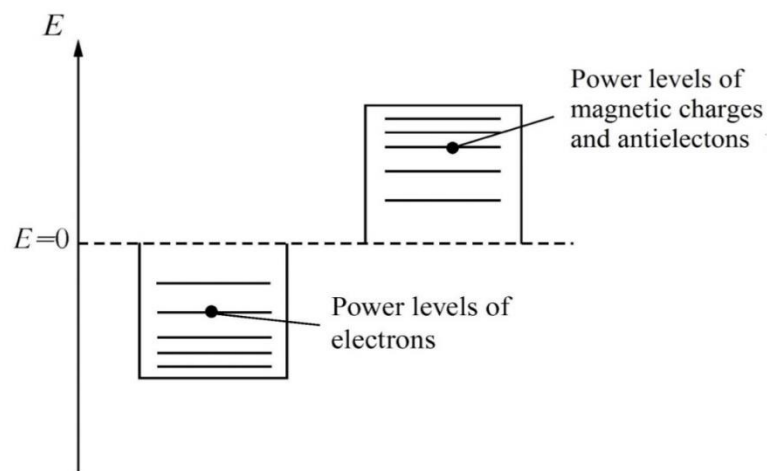 E
Power levels of
magnetic charges
and antielectons
E=0
Power levels of
electrons